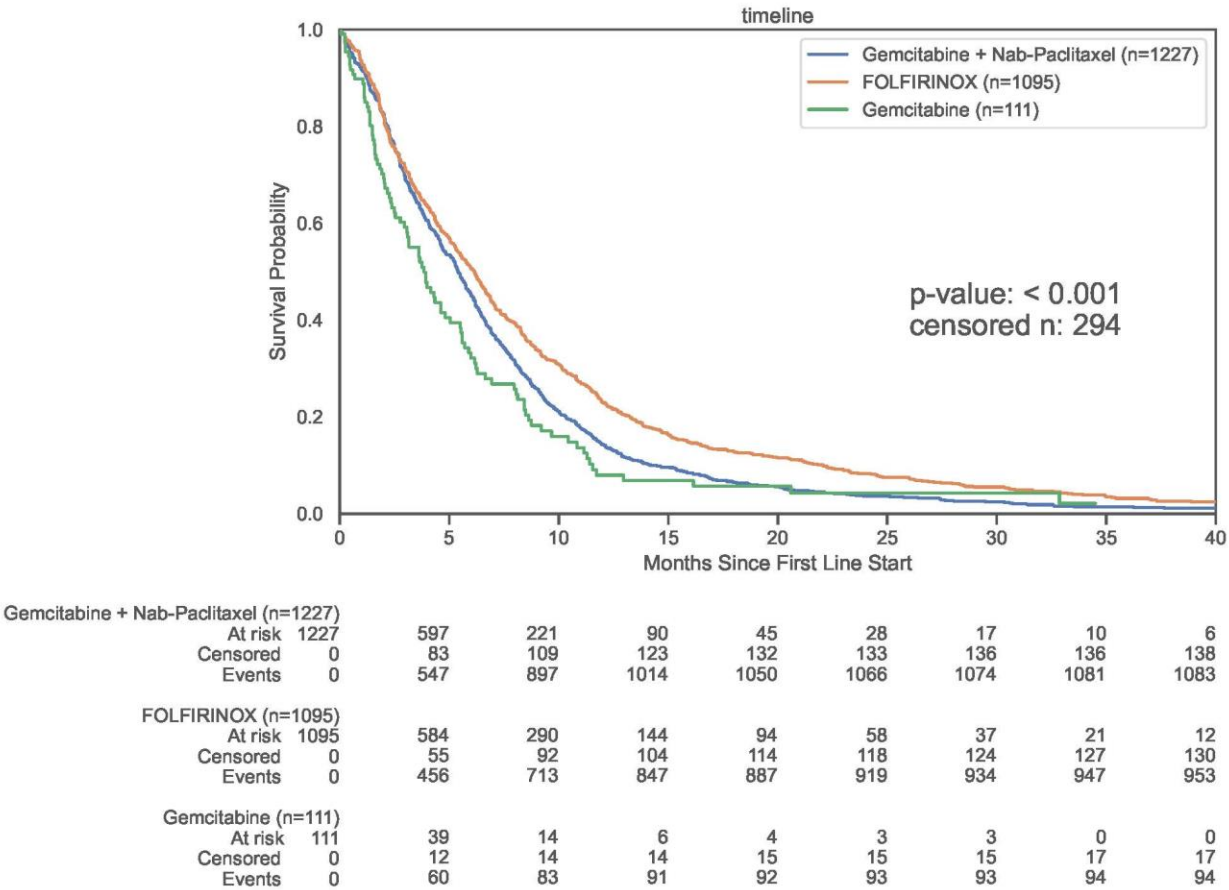 timeline
Gemcitabine + Nab-Paclitaxel (n=1227)
FOLFIRINOX (n=1095)
Gemcitabine (n=111)
Survival Probability
1.0
0.8
0.6
0.4
0.2
0.0
p-value: < 0.001
censored n: 294
0 5 10 15 20 25 30 35 40
Months Since First Line Start
Gemcitabine + Nab-Paclitaxel (n=1227)
At risk 1227 597 221 90 45 28 17 10 6
Censored 0 83 109 123 132 133 136 136 138
Events 0 547 897 1014 1050 1066 1074 1081 1083
FOLFIRINOX (n=1095)
At risk 1095 584 290 144 94 58 37 21 12
Censored 0 55 92 104 114 118 124 127 130
Events 0 456 713 847 887 919 934 947 953
Gemcitabine (n=111)
At risk 111 39 14 6 4 3 3 0 0
Censored 0 12 14 14 15 15 15 17 17
Events 0 60 83 91 92 93 93 94 94